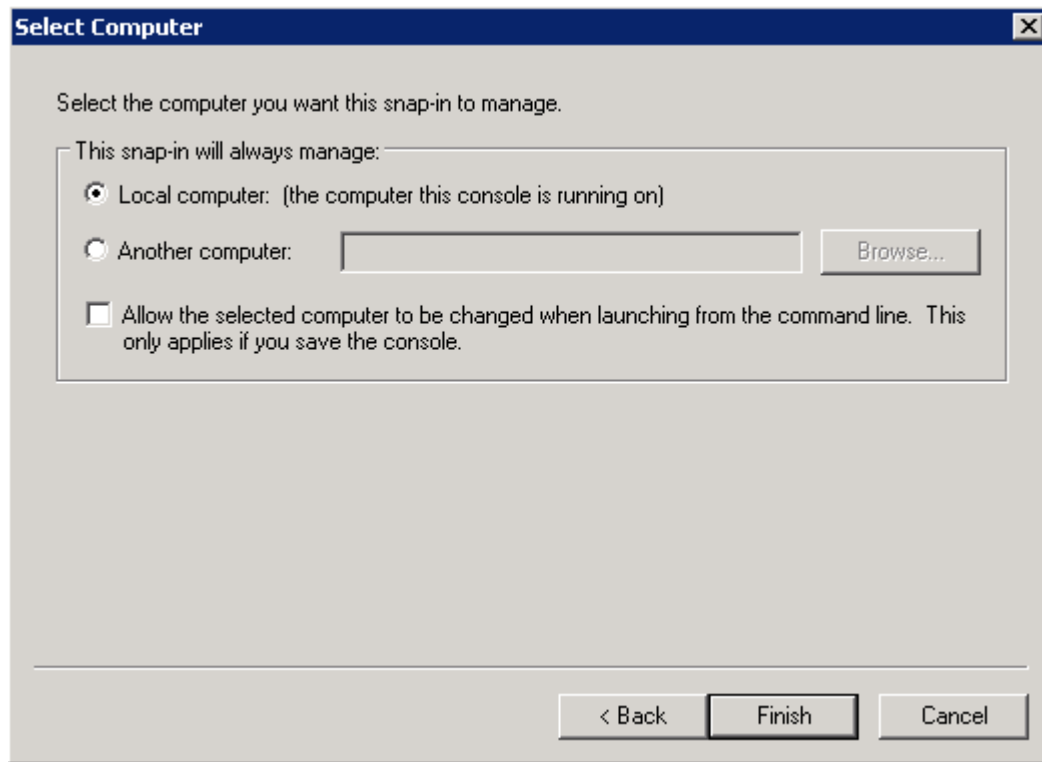 Select Computer
Select the computer you want this snap-in to manage.
This snap-in will always manage:
Local computer:  (the computer this console is running on)
Another computer:
Browse...
Allow the selected computer to be changed when launching from the command line.  This
only applies if you save the console.
< Back
Finish
Cancel